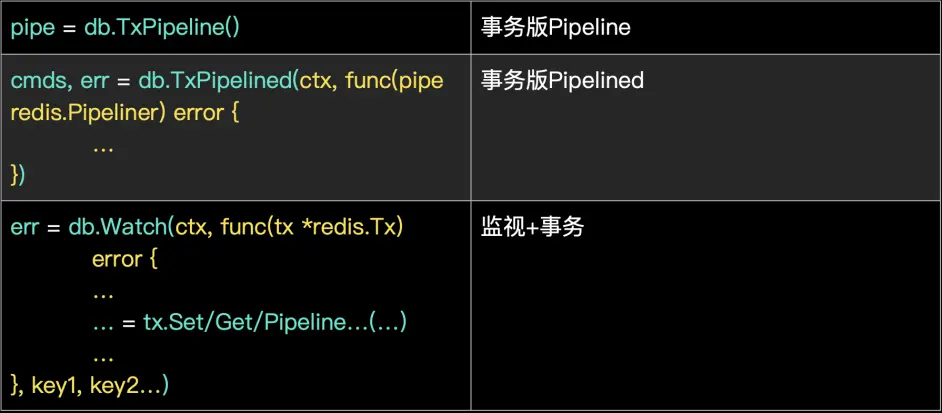 pipe = db.TxPipeline()
事务版Pipeline
cmds, err = db.TxPipelined(ctx, func(pipe
redis.Pipeliner) error {
...
})
事务版Pipelined
err = db.Watch(ctx, func(tx *redis.Tx)
error {
...
... = tx.Set/Get/Pipeline...(...)
...
}, key1, key2...)
监视+事务